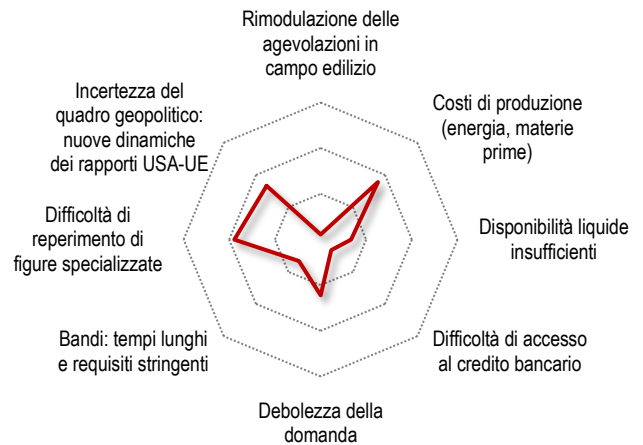 Rimodulazione delle
agevolazioni in
campo edilizio
Costi di produzione
(energia, materie
prime)
Disponibilità liquide
insufficienti
Difficoltà di accesso
al credito bancario
Debolezza della
domanda
Bandi: tempi lunghi
e requisiti stringenti
Difficoltà di
reperimento di
figure specializzate
Incertezza del
quadro geopolitico:
nuove dinamiche
dei rapporti USA-UE